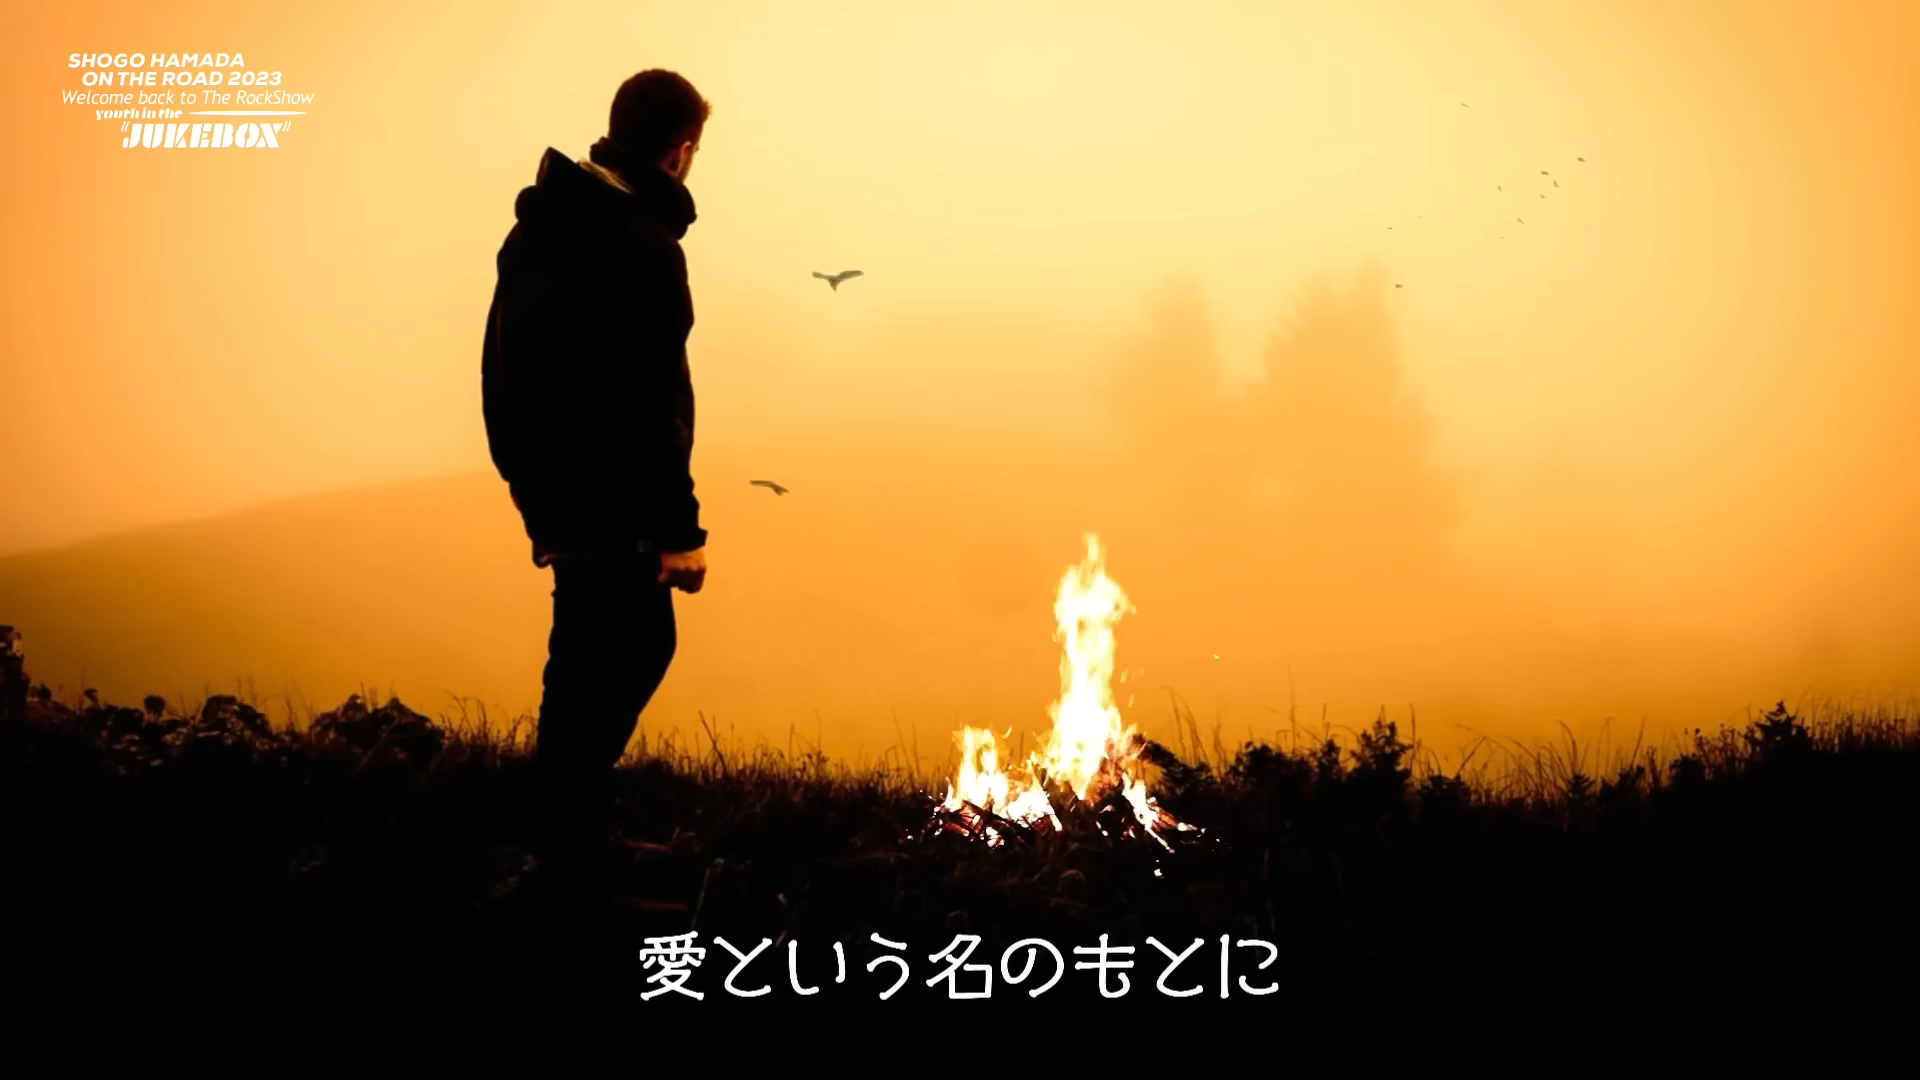 SHOGO HAMADA
ON THE ROAD 2023
Welcome back to The RockShow
youth in the
"JUKEBOX"
愛という名のもとに